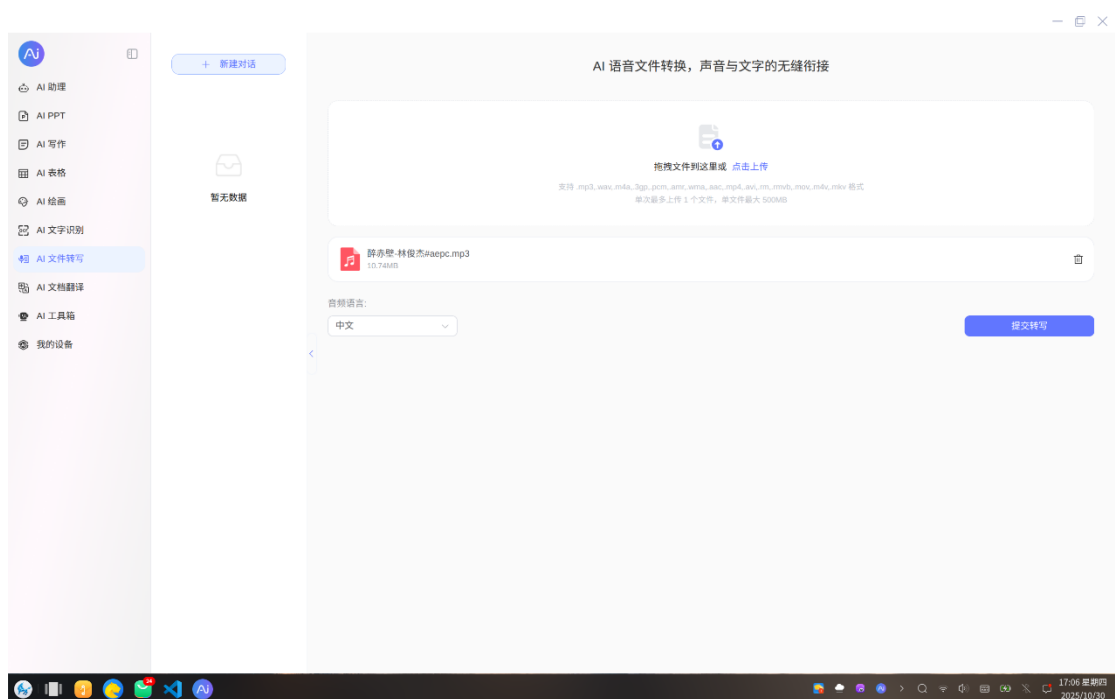 Ai
AI 助理
AI PPT
AI 写作
AI 表格
AI 绘画
AI 文字识别
AI 文件转写
AI 文档翻译
AI 工具箱
我的设备
+ 新建对话
暂无数据
AI 语音文件转换，声音与文字的无缝衔接
拖拽文件到这里或 点击上传
支持 .mp3,.wav,.m4a,.3gp,.pcm,.amr,.wma,.aac,.mp4,.avi,.rm,.rmvb,.mov,.m4v,.mkv 格式
单次最多上传 1 个文件，单文件最大 500MB
醉赤壁-林俊杰#aepc.mp3
10.74MB
音频语言:
中文
提交转写
34
Ai
17:06 星期四
2025/10/30